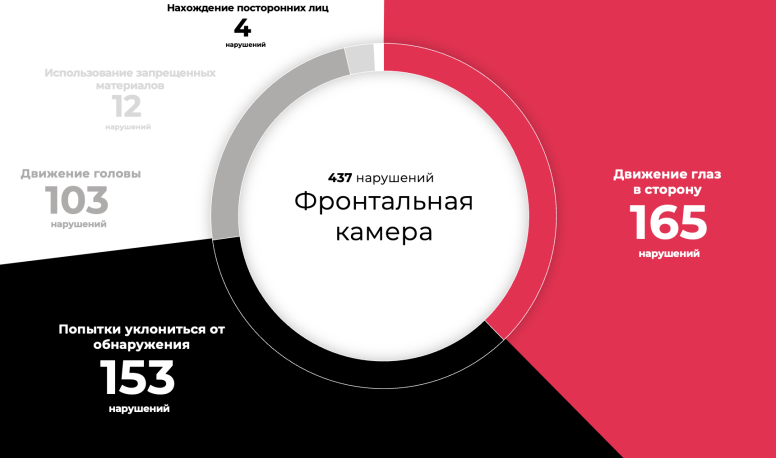 Нахождение посторонних лиц
4
нарушений
Использование запрещенных
материалов
12
нарушений
Движение головы
103
нарушений
437 нарушений
Фронтальная
камера
Движение глаз
в сторону
165
нарушений
Попытки уклониться от
обнаружения
153
нарушений